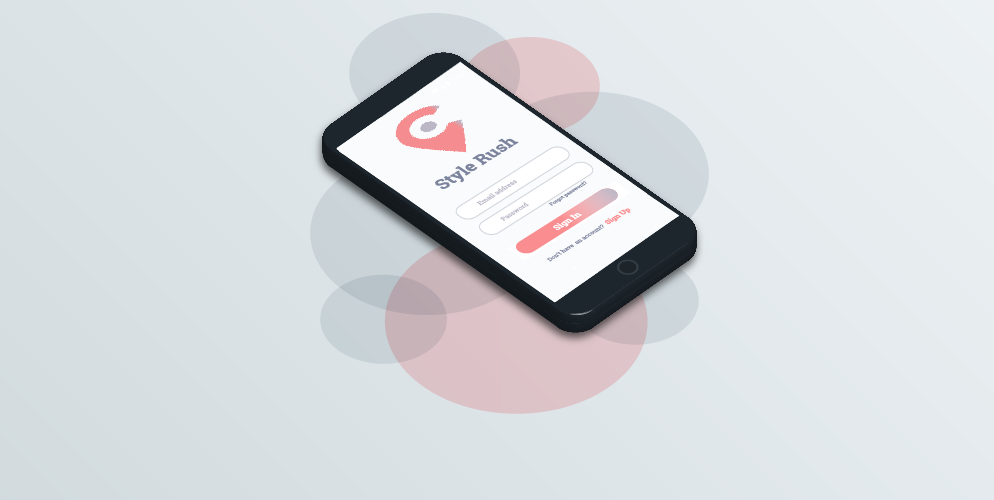 Style Rush
Email address
Password
Forgot password?
Sign In
Don't have an account? Sign Up